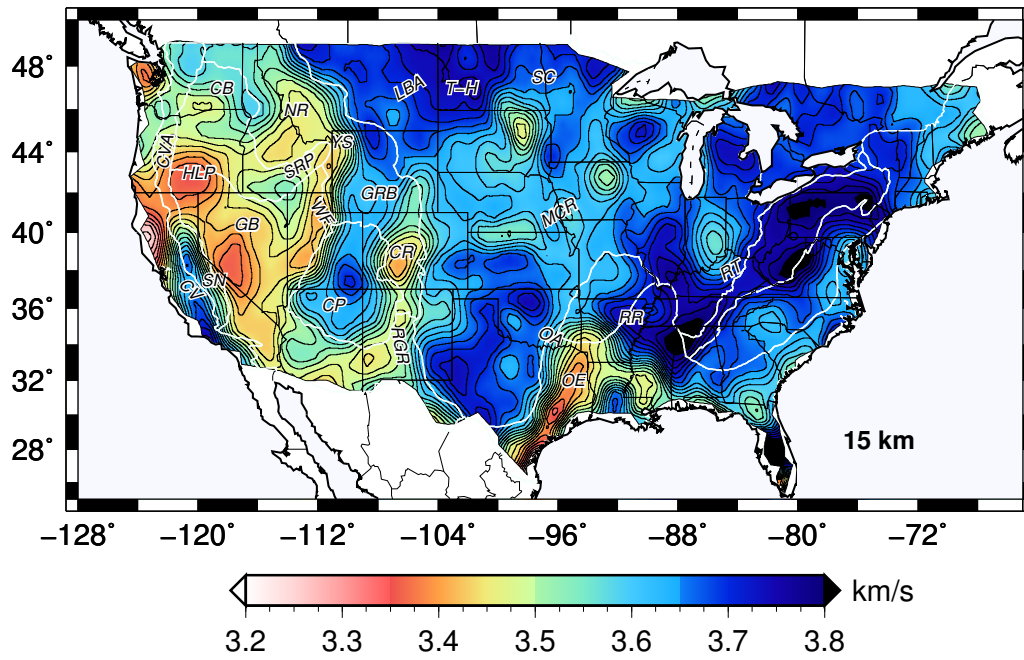 48°
44°
40°
36°
32°
28°
CB
NR
LBA
T-H
SC
CVA
YS
HLP
SRP
GRB
WF
GB
MCR
CR
RT
SN
CV
CP
RR
RGR
OA
OE
15 km
−128° −120° −112° −104° −96° −88° −80° −72°
km/s
3.2 3.3 3.4 3.5 3.6 3.7 3.8